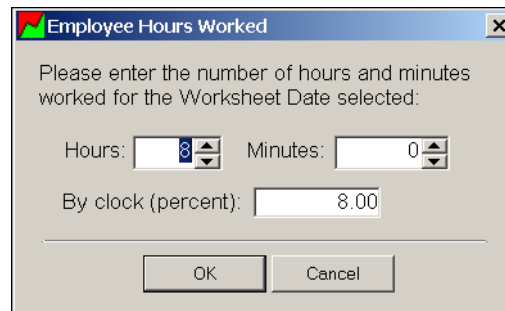 Employee Hours Worked
Please enter the number of hours and minutes
worked for the Worksheet Date selected:
Hours: 8 Minutes: 0
By clock (percent): 8.00
OK Cancel